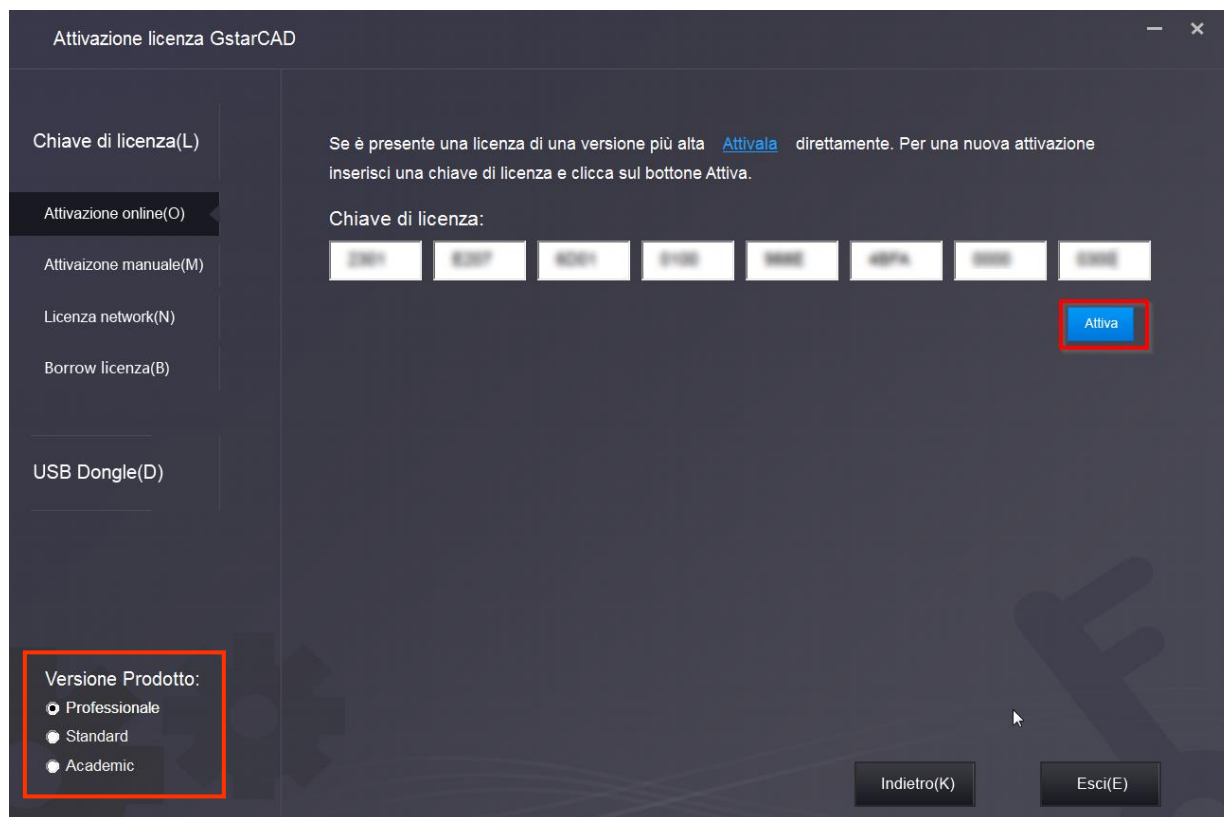 Attivazione licenza GstarCAD
Chiave di licenza(L)
Attivazione online(O)
Attivaizone manuale(M)
Licenza network(N)
Borrow licenza(B)
USB Dongle(D)
Versione Prodotto:
Professionale
Standard
Academic
Se è presente una licenza di una versione più alta Attivala direttamente. Per una nuova attivazione
inserisci una chiave di licenza e clicca sul bottone Attiva.
Chiave di licenza:
Attiva
Indietro(K)
Esci(E)